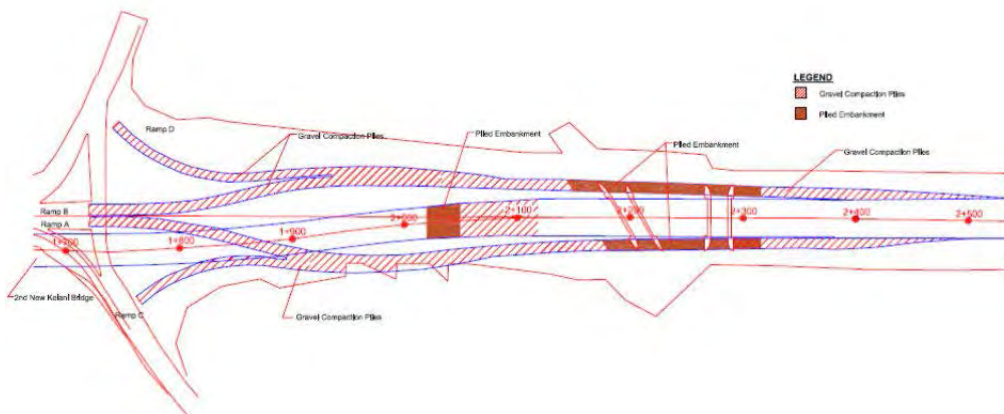 LEGEND
Gravel Compaction Piles
Piled Embankment
Ramp D
Gravel Compaction Piles
Piled Embankment
Piled Embankment
Gravel Compaction Piles
Ramp B
Ramp A
1+800
1+900
2+000
2+100
2+200
2+300
2+400
2+500
2nd New Kelani Bridge
Ramp C
Gravel Compaction Piles